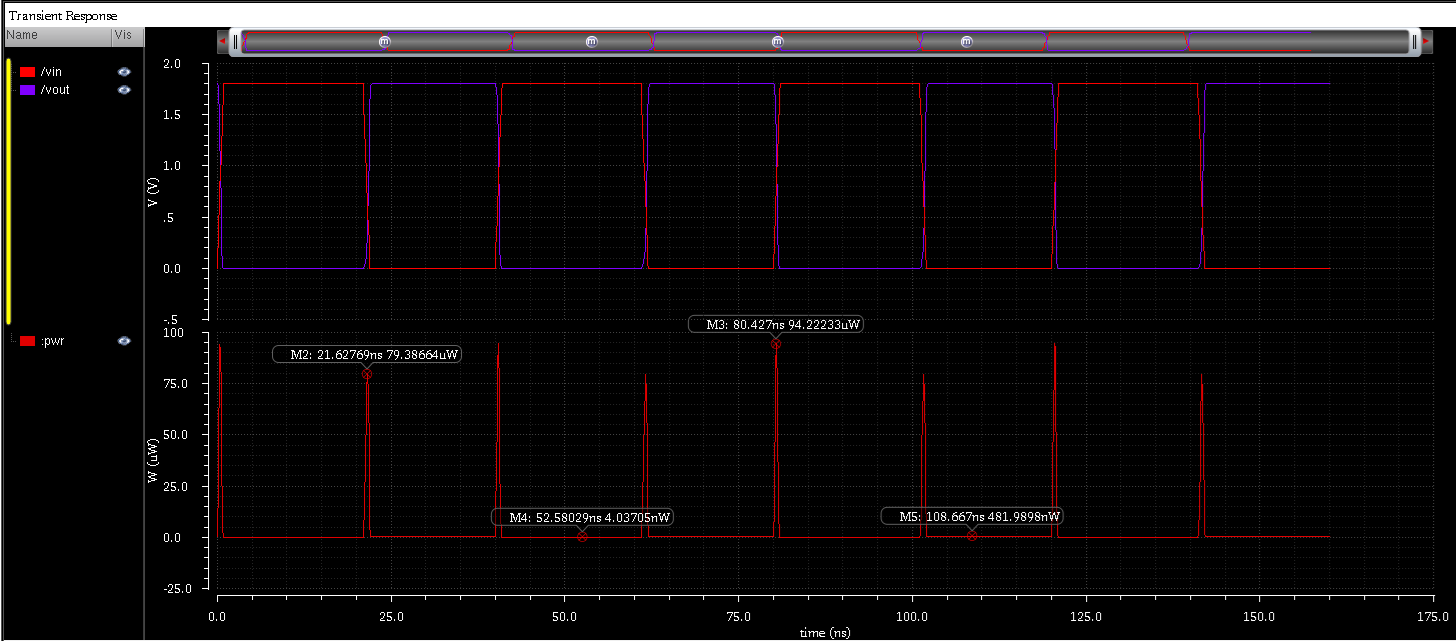 Transient Response
Name Vis
/vin
/vout
:pwr
m m m m
2.0
1.5
1.0
.5
0.0
-.5
V (V)
100
75.0
50.0
25.0
0.0
-25.0
W (uW)
M3: 80.427ns 94.22233uW
M2: 21.62769ns 79.38664uW
M4: 52.58029ns 4.03705nW
M5: 108.667ns 481.9898nW
0.0 25.0 50.0 75.0 100.0 125.0 150.0 175.0
time (ns)